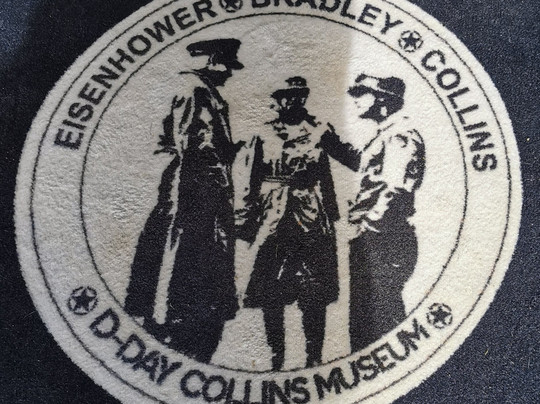 EISENHOWER BRADLEY COLLINS
D-DAY COLLINS MUSEUM